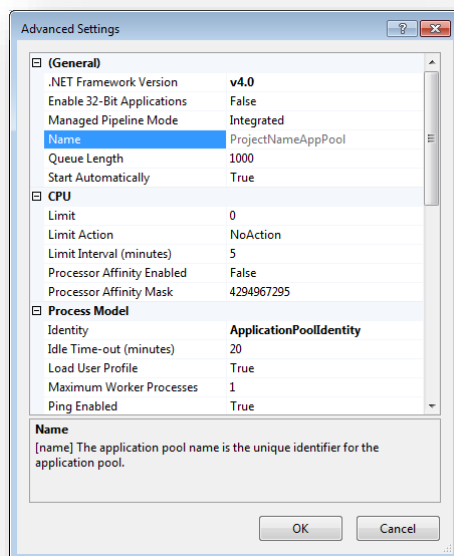 Advanced Settings
(General)
.NET Framework Version v4.0
Enable 32-Bit Applications False
Managed Pipeline Mode Integrated
Name ProjectNameAppPool
Queue Length 1000
Start Automatically True
CPU
Limit 0
Limit Action NoAction
Limit Interval (minutes) 5
Processor Affinity Enabled False
Processor Affinity Mask 4294967295
Process Model
Identity ApplicationPoolIdentity
Idle Time-out (minutes) 20
Load User Profile True
Maximum Worker Processes 1
Ping Enabled True
Name
[name] The application pool name is the unique identifier for the
application pool.
OK Cancel